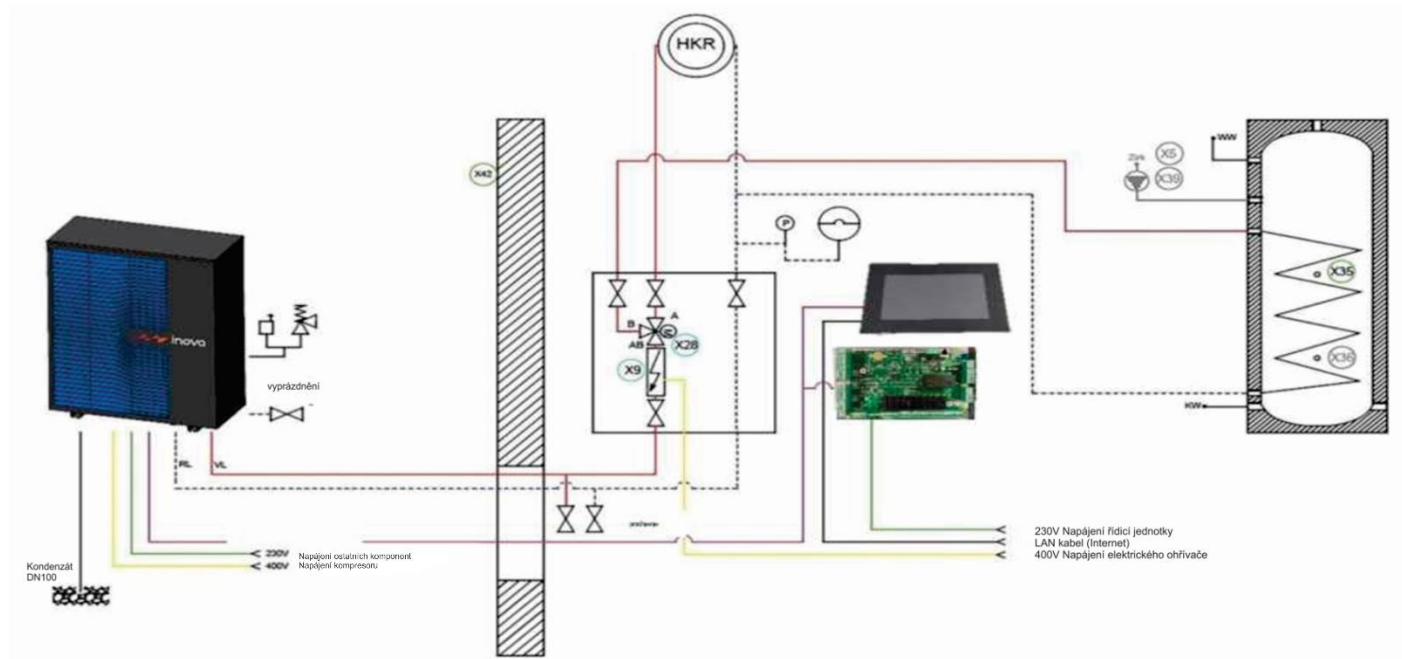 HKR
X42
WW
Zirk
X5
X39
P
X35
A
B
AB
X28
X9
X36
inova
vyprázdnění
KW
RL
VL
230V Napájení ostatních komponent
400V Napájení kompresoru
Kondenzát
DN100
230V Napájení řídicí jednotky
LAN kabel (Internet)
400V Napájení elektrického ohřívače